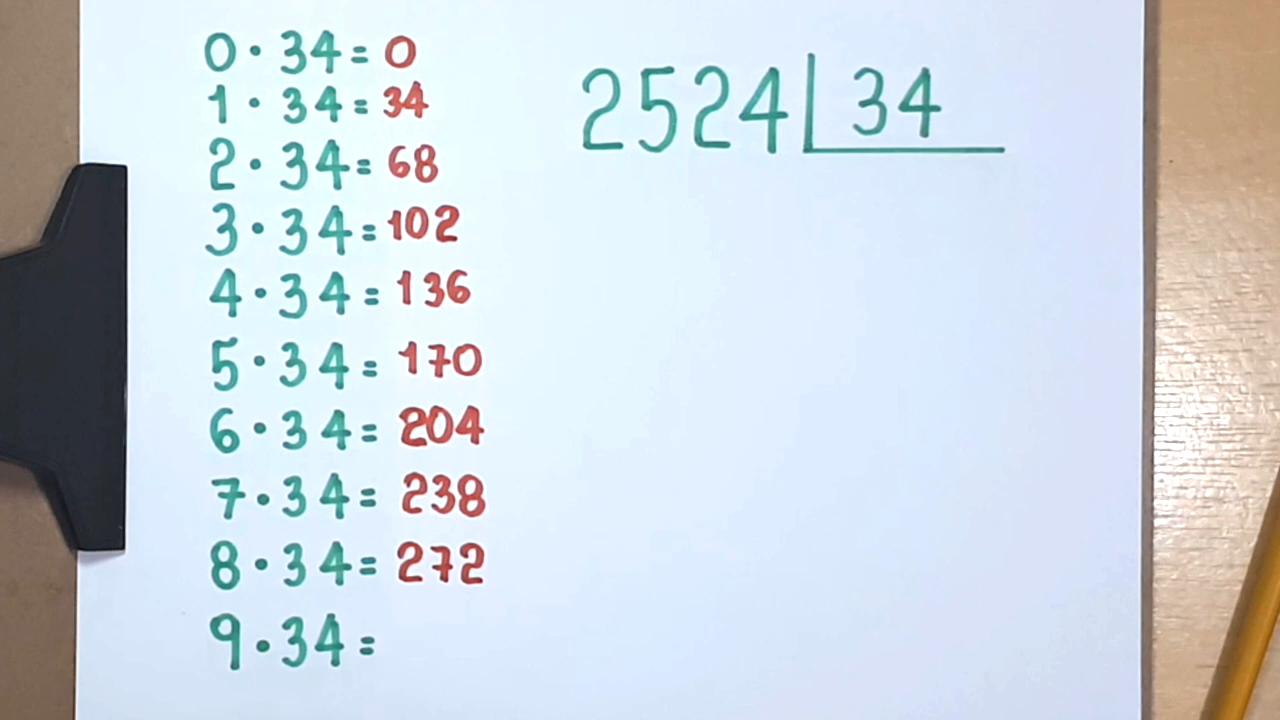 0 · 34 = 0
1 · 34 = 34
2 · 34 = 68
3 · 34 = 102
4 · 34 = 136
5 · 34 = 170
6 · 34 = 204
7 · 34 = 238
8 · 34 = 272
9 · 34 =
2524 34